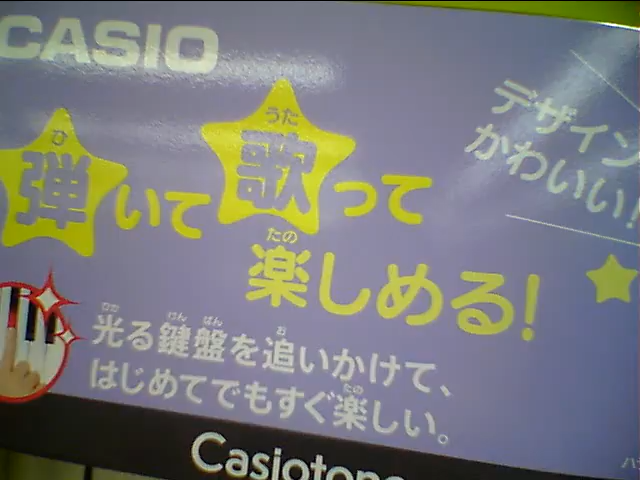 CASIO
弾いて歌って
楽しめる!
デザイン
かわいい!
光る鍵盤を追いかけて、
はじめてでもすぐ楽しい。
Casiotone